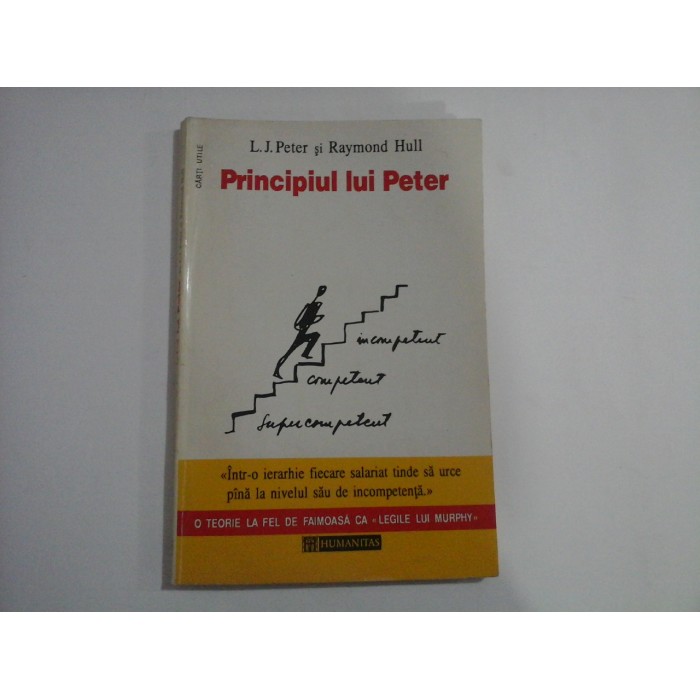 CĂRȚI UTILE
L.J. Peter și Raymond Hull
Principiul lui Peter
incompetent
competent
supercompetent
«Într-o ierarhie fiecare salariat tinde să urce
pînă la nivelul său de incompetență.»
O TEORIE LA FEL DE FAIMOASĂ CA «LEGILE LUI MURPHY»
HUMANITAS